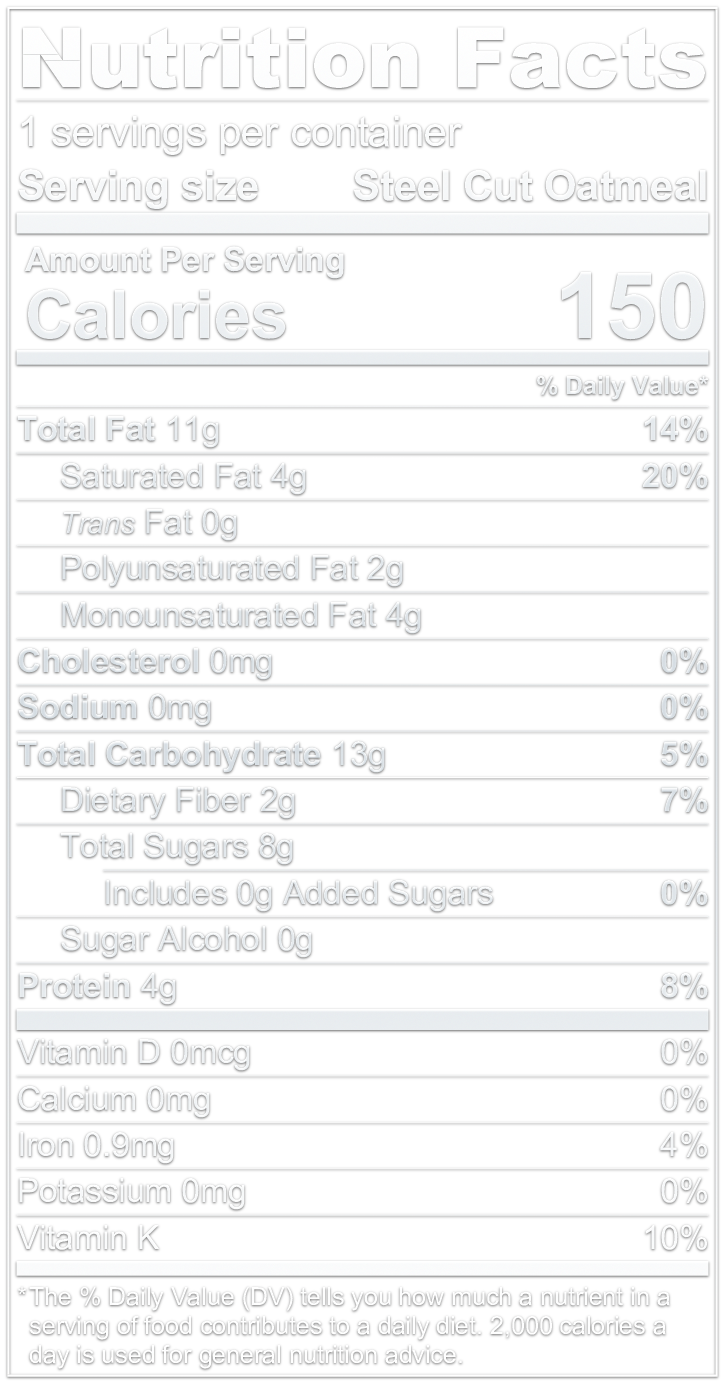 Nutrition Facts
1 servings per container
Serving size Steel Cut Oatmeal
Amount Per Serving
Calories 150
% Daily Value*
Total Fat 11g 14%
Saturated Fat 4g 20%
Trans Fat 0g
Polyunsaturated Fat 2g
Monounsaturated Fat 4g
Cholesterol 0mg 0%
Sodium 0mg 0%
Total Carbohydrate 13g 5%
Dietary Fiber 2g 7%
Total Sugars 8g
Includes 0g Added Sugars 0%
Sugar Alcohol 0g
Protein 4g 8%
Vitamin D 0mcg 0%
Calcium 0mg 0%
Iron 0.9mg 4%
Potassium 0mg 0%
Vitamin K 10%
*The % Daily Value (DV) tells you how much a nutrient in a
serving of food contributes to a daily diet. 2,000 calories a
day is used for general nutrition advice.